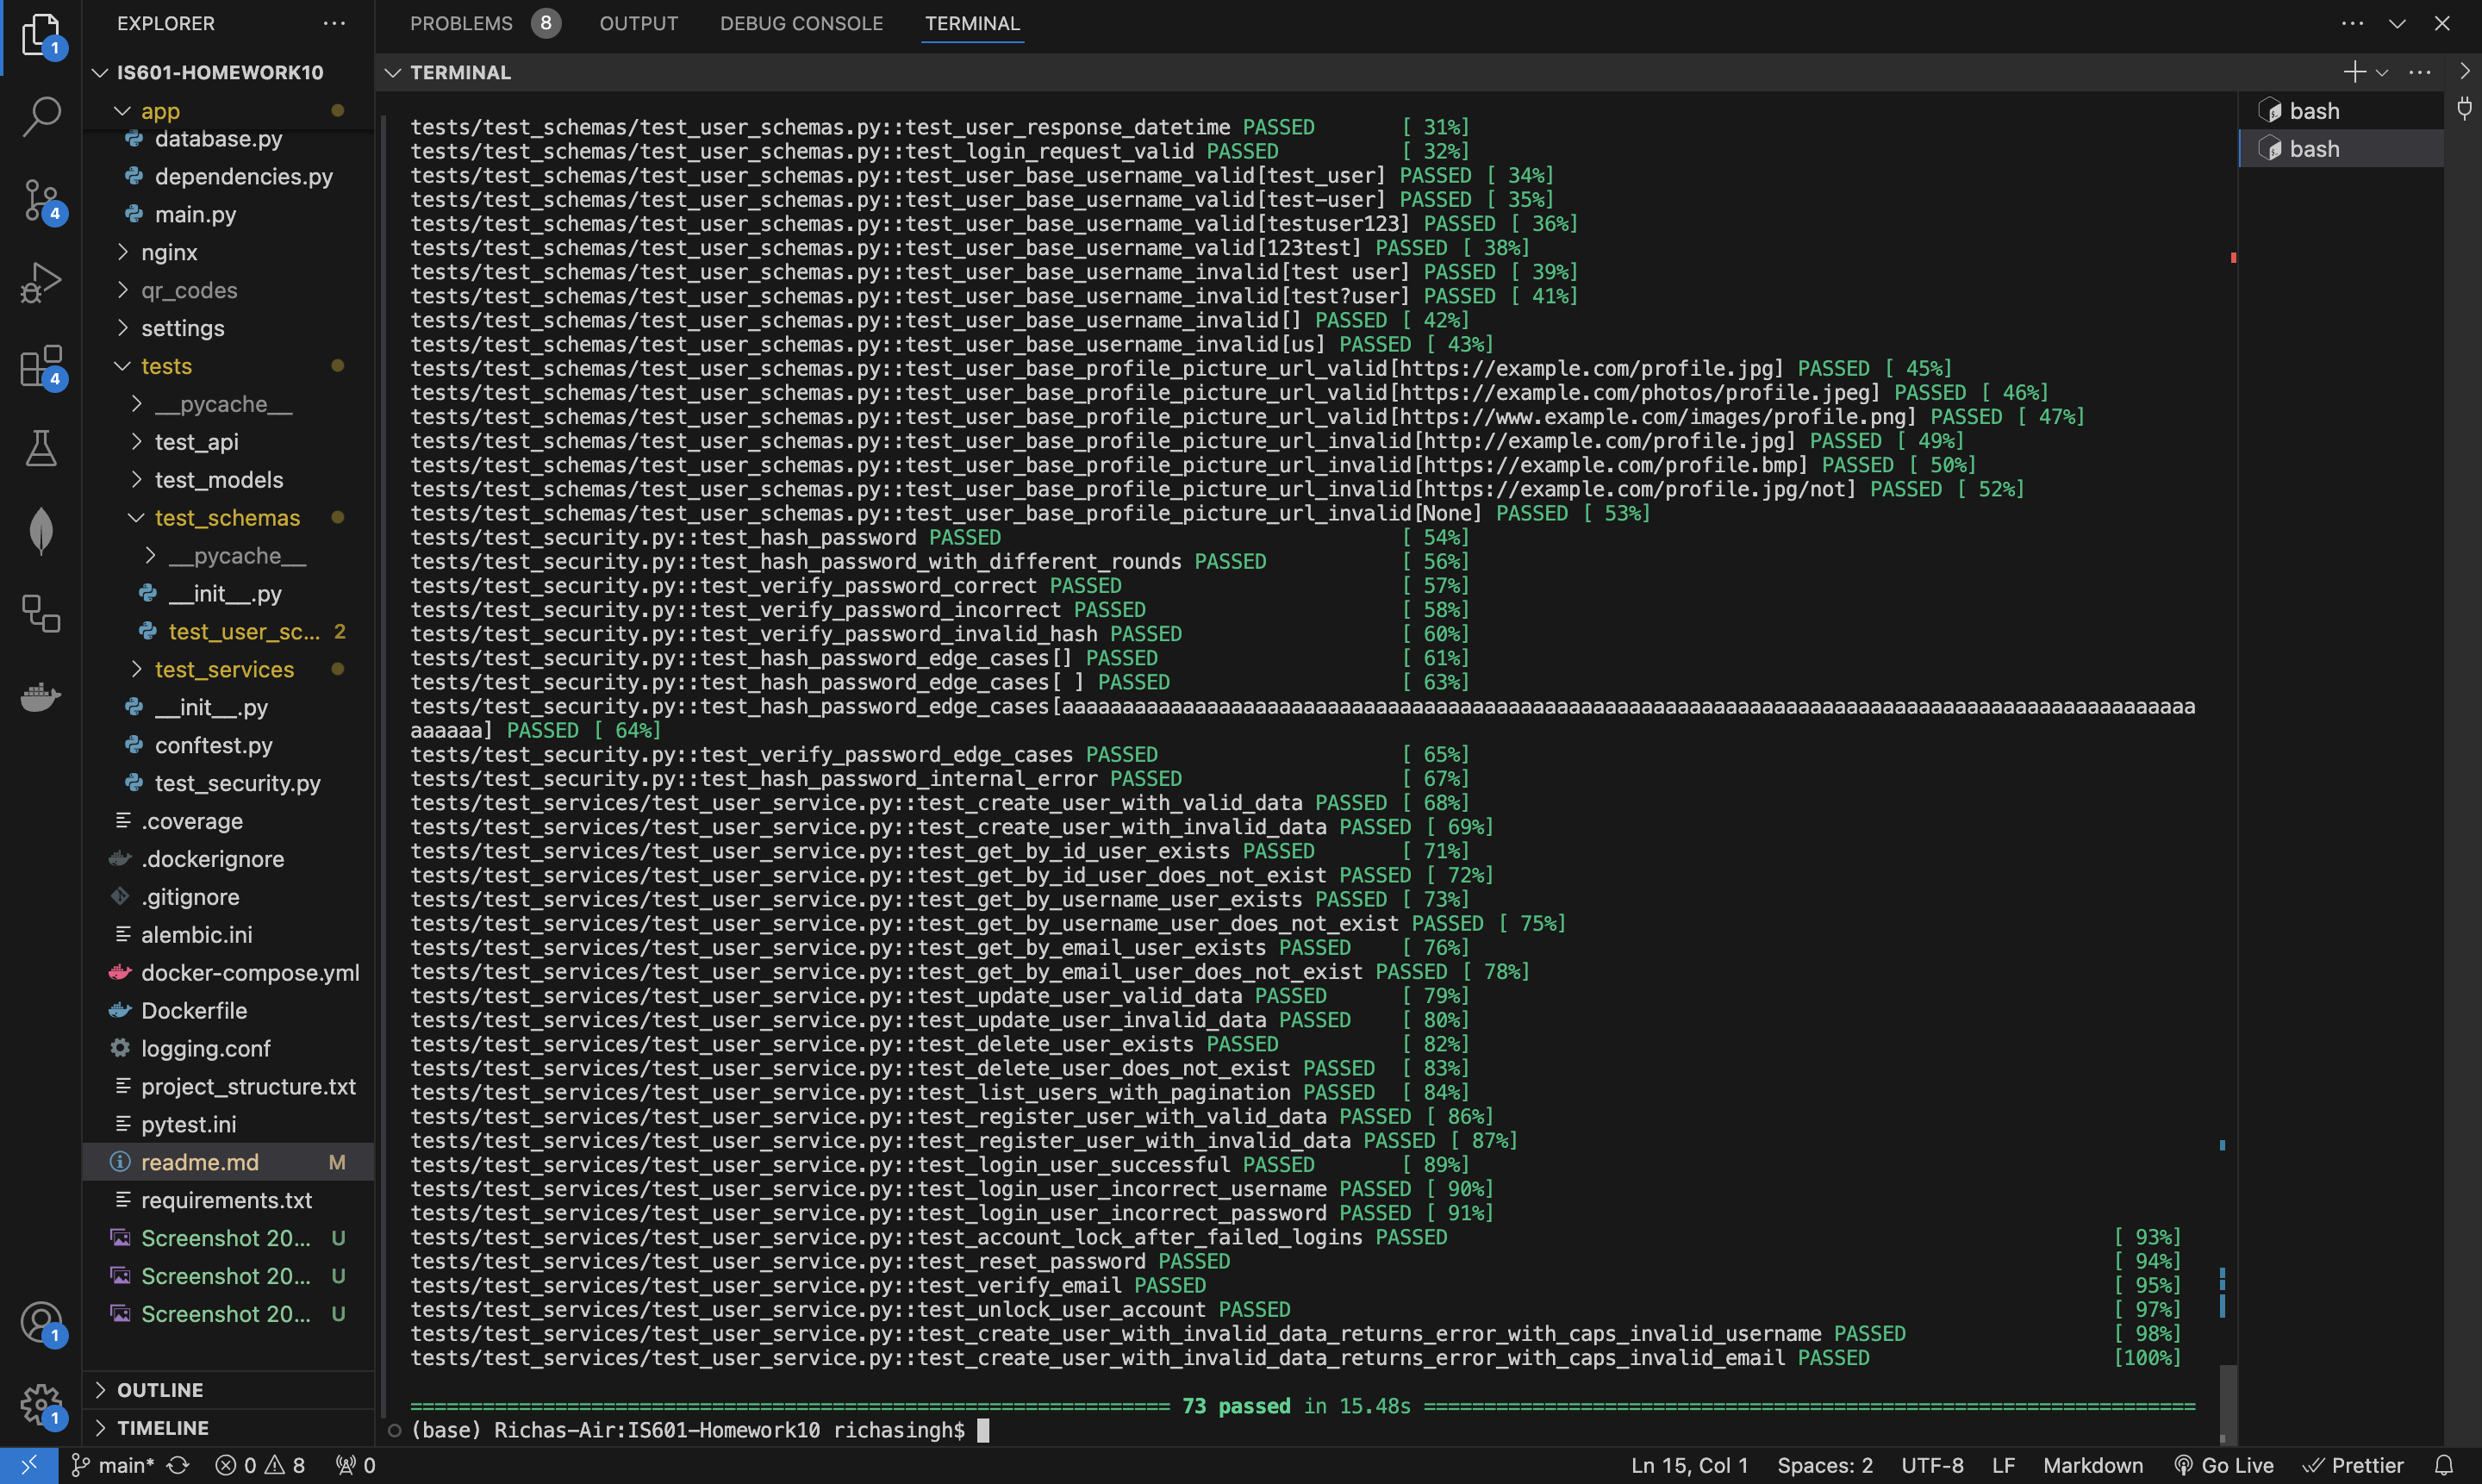 EXPLORER
IS601-HOMEWORK10
app
database.py
dependencies.py
main.py
nginx
qr_codes
settings
tests
__pycache__
test_api
test_models
test_schemas
__pycache__
__init__.py
test_user_sc... 2
test_services
__init__.py
conftest.py
test_security.py
.coverage
.dockerignore
.gitignore
alembic.ini
docker-compose.yml
Dockerfile
logging.conf
project_structure.txt
pytest.ini
readme.md M
requirements.txt
Screenshot 20... U
Screenshot 20... U
Screenshot 20... U
OUTLINE
TIMELINE
1
4
4
1
1
PROBLEMS 8 OUTPUT DEBUG CONSOLE TERMINAL
TERMINAL
bash
bash
tests/test_schemas/test_user_schemas.py::test_user_response_datetime PASSED [ 31%]
tests/test_schemas/test_user_schemas.py::test_login_request_valid PASSED [ 32%]
tests/test_schemas/test_user_schemas.py::test_user_base_username_valid[test_user] PASSED [ 34%]
tests/test_schemas/test_user_schemas.py::test_user_base_username_valid[test-user] PASSED [ 35%]
tests/test_schemas/test_user_schemas.py::test_user_base_username_valid[testuser123] PASSED [ 36%]
tests/test_schemas/test_user_schemas.py::test_user_base_username_valid[123test] PASSED [ 38%]
tests/test_schemas/test_user_schemas.py::test_user_base_username_invalid[test user] PASSED [ 39%]
tests/test_schemas/test_user_schemas.py::test_user_base_username_invalid[test?user] PASSED [ 41%]
tests/test_schemas/test_user_schemas.py::test_user_base_username_invalid[] PASSED [ 42%]
tests/test_schemas/test_user_schemas.py::test_user_base_username_invalid[us] PASSED [ 43%]
tests/test_schemas/test_user_schemas.py::test_user_base_profile_picture_url_valid[https://example.com/profile.jpg] PASSED [ 45%]
tests/test_schemas/test_user_schemas.py::test_user_base_profile_picture_url_valid[https://example.com/photos/profile.jpeg] PASSED [ 46%]
tests/test_schemas/test_user_schemas.py::test_user_base_profile_picture_url_valid[https://www.example.com/images/profile.png] PASSED [ 47%]
tests/test_schemas/test_user_schemas.py::test_user_base_profile_picture_url_invalid[http://example.com/profile.jpg] PASSED [ 49%]
tests/test_schemas/test_user_schemas.py::test_user_base_profile_picture_url_invalid[https://example.com/profile.bmp] PASSED [ 50%]
tests/test_schemas/test_user_schemas.py::test_user_base_profile_picture_url_invalid[https://example.com/profile.jpg/not] PASSED [ 52%]
tests/test_schemas/test_user_schemas.py::test_user_base_profile_picture_url_invalid[None] PASSED [ 53%]
tests/test_security.py::test_hash_password PASSED [ 54%]
tests/test_security.py::test_hash_password_with_different_rounds PASSED [ 56%]
tests/test_security.py::test_verify_password_correct PASSED [ 57%]
tests/test_security.py::test_verify_password_incorrect PASSED [ 58%]
tests/test_security.py::test_verify_password_invalid_hash PASSED [ 60%]
tests/test_security.py::test_hash_password_edge_cases[] PASSED [ 61%]
tests/test_security.py::test_hash_password_edge_cases[ ] PASSED [ 63%]
tests/test_security.py::test_hash_password_edge_cases[aaaaaaaaaaaaaaaaaaaaaaaaaaaaaaaaaaaaaaaaaaaaaaaaaaaaaaaaaaaaaaaaaaaaaaaaaaaaaaaaaaaaaaaaaaaaaa
aaaaaa] PASSED [ 64%]
tests/test_security.py::test_verify_password_edge_cases PASSED [ 65%]
tests/test_security.py::test_hash_password_internal_error PASSED [ 67%]
tests/test_services/test_user_service.py::test_create_user_with_valid_data PASSED [ 68%]
tests/test_services/test_user_service.py::test_create_user_with_invalid_data PASSED [ 69%]
tests/test_services/test_user_service.py::test_get_by_id_user_exists PASSED [ 71%]
tests/test_services/test_user_service.py::test_get_by_id_user_does_not_exist PASSED [ 72%]
tests/test_services/test_user_service.py::test_get_by_username_user_exists PASSED [ 73%]
tests/test_services/test_user_service.py::test_get_by_username_user_does_not_exist PASSED [ 75%]
tests/test_services/test_user_service.py::test_get_by_email_user_exists PASSED [ 76%]
tests/test_services/test_user_service.py::test_get_by_email_user_does_not_exist PASSED [ 78%]
tests/test_services/test_user_service.py::test_update_user_valid_data PASSED [ 79%]
tests/test_services/test_user_service.py::test_update_user_invalid_data PASSED [ 80%]
tests/test_services/test_user_service.py::test_delete_user_exists PASSED [ 82%]
tests/test_services/test_user_service.py::test_delete_user_does_not_exist PASSED [ 83%]
tests/test_services/test_user_service.py::test_list_users_with_pagination PASSED [ 84%]
tests/test_services/test_user_service.py::test_register_user_with_valid_data PASSED [ 86%]
tests/test_services/test_user_service.py::test_register_user_with_invalid_data PASSED [ 87%]
tests/test_services/test_user_service.py::test_login_user_successful PASSED [ 89%]
tests/test_services/test_user_service.py::test_login_user_incorrect_username PASSED [ 90%]
tests/test_services/test_user_service.py::test_login_user_incorrect_password PASSED [ 91%]
tests/test_services/test_user_service.py::test_account_lock_after_failed_logins PASSED [ 93%]
tests/test_services/test_user_service.py::test_reset_password PASSED [ 94%]
tests/test_services/test_user_service.py::test_verify_email PASSED [ 95%]
tests/test_services/test_user_service.py::test_unlock_user_account PASSED [ 97%]
tests/test_services/test_user_service.py::test_create_user_with_invalid_data_returns_error_with_caps_invalid_username PASSED [ 98%]
tests/test_services/test_user_service.py::test_create_user_with_invalid_data_returns_error_with_caps_invalid_email PASSED [100%]
73 passed in 15.48s
(base) Richas-Air:IS601-Homework10 richasingh$
main* 0 8 0 Ln 15, Col 1 Spaces: 2 UTF-8 LF Markdown Go Live Prettier